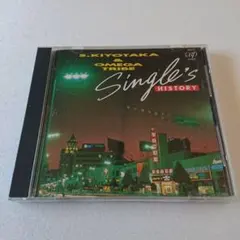 S.KIYOTAKA
&
OMEGA
TRIBE
Single's
HISTORY